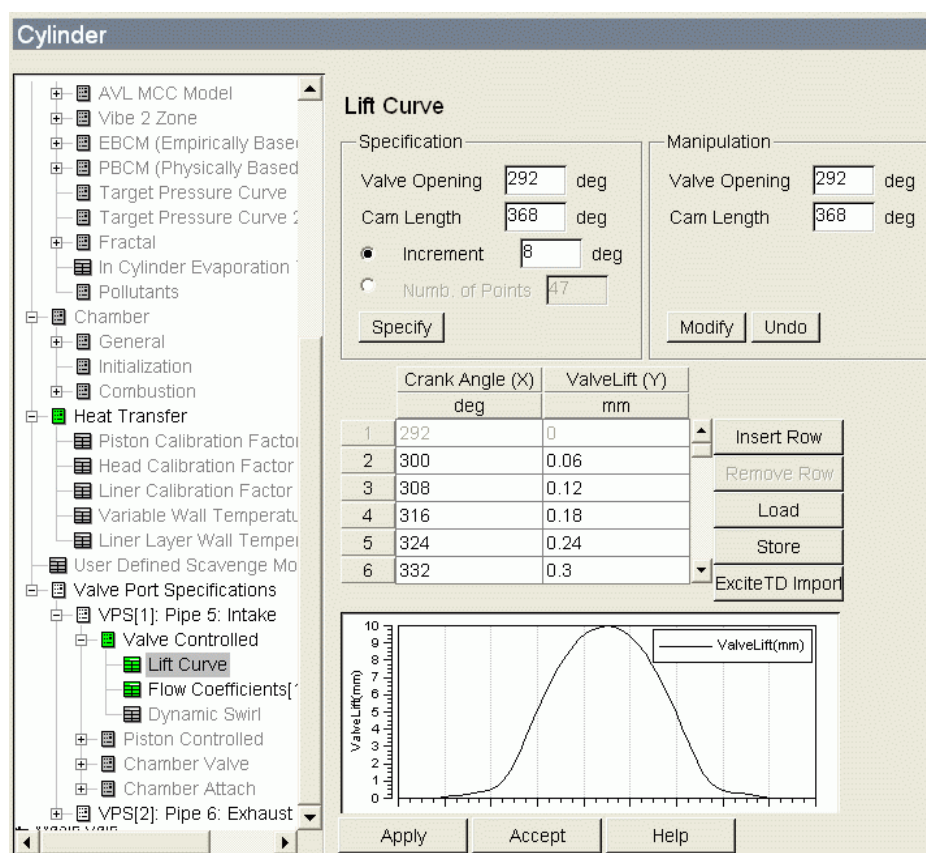 Cylinder
AVL MCC Model
Vibe 2 Zone
EBCM (Empirically Base
PBCM (Physically Based
Target Pressure Curve
Target Pressure Curve 2
Fractal
In Cylinder Evaporation
Pollutants
Chamber
General
Initialization
Combustion
Heat Transfer
Piston Calibration Factor
Head Calibration Factor
Liner Calibration Factor
Variable Wall Temperatu
Liner Layer Wall Temper
User Defined Scavenge Mo
Valve Port Specifications
VPS[1]: Pipe 5: Intake
Valve Controlled
Lift Curve
Flow Coefficients[1
Dynamic Swirl
Piston Controlled
Chamber Valve
Chamber Attach
VPS[2]: Pipe 6: Exhaust
Lift Curve
Specification
Valve Opening 292 deg
Cam Length 368 deg
Increment 8 deg
Numb. of Points 47
Specify
Manipulation
Valve Opening 292 deg
Cam Length 368 deg
Modify Undo
Crank Angle (X) ValveLift (Y)
deg mm
1 292 0
2 300 0.06
3 308 0.12
4 316 0.18
5 324 0.24
6 332 0.3
Insert Row
Remove Row
Load
Store
ExciteTD Import
ValveLift(mm)
10
9
8
7
6
5
4
3
2
1
0
ValveLift(mm)
Apply Accept Help